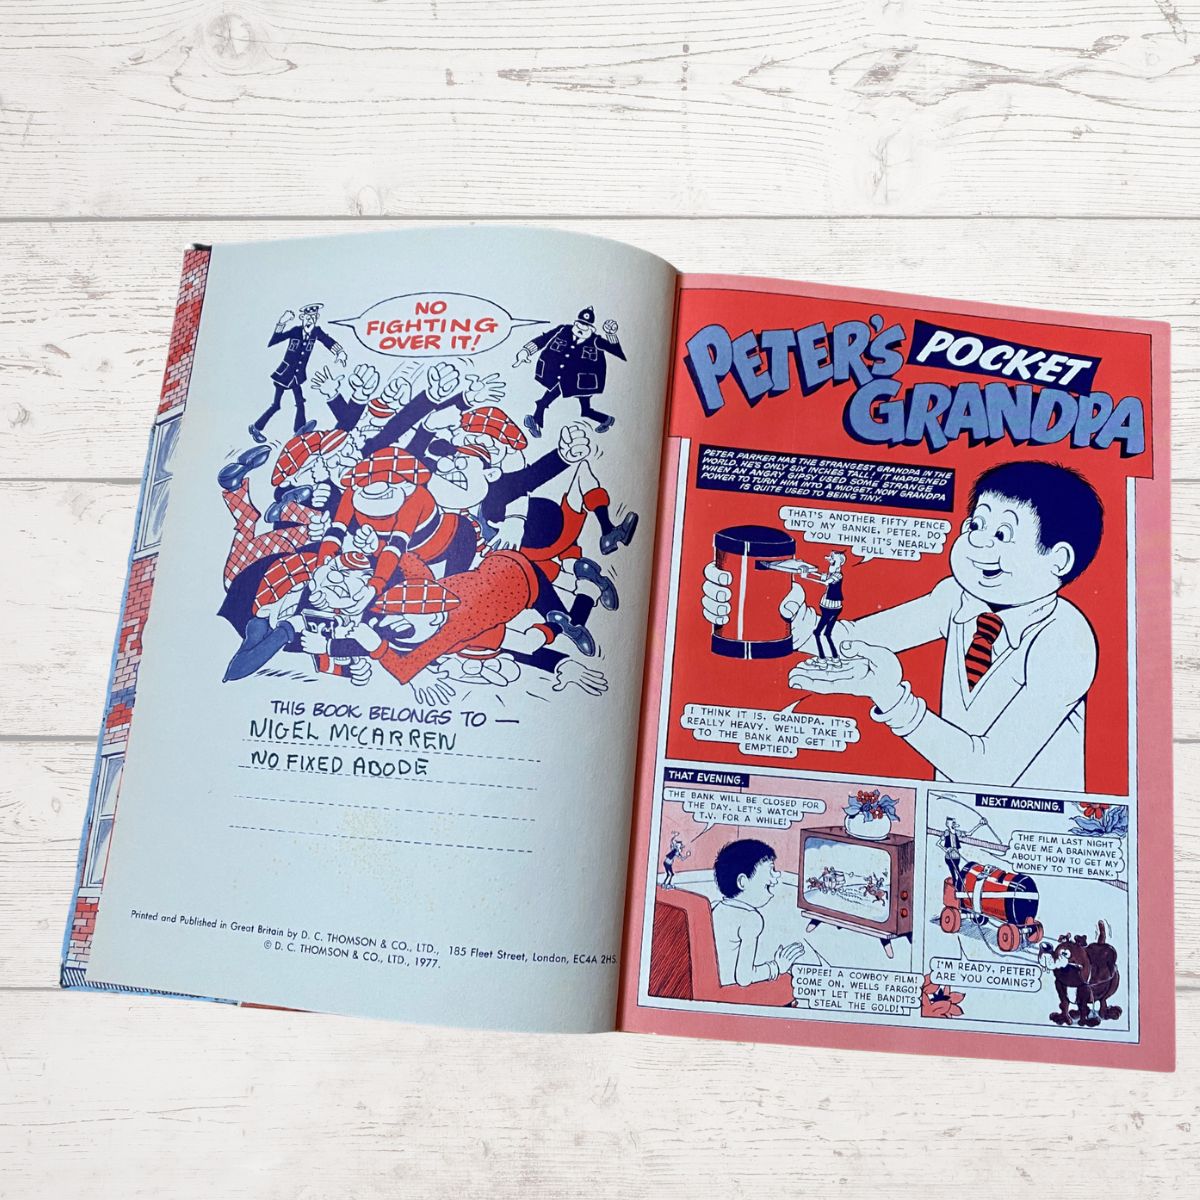 NO
FIGHTING
OVER IT!
THIS BOOK BELONGS TO —
NIGEL MCCARREN
NO FIXED ABODE
Printed and Published in Great Britain by D. C. THOMSON & CO., LTD., 185 Fleet Street, London, EC4A 2HS.
© D. C. THOMSON & CO., LTD., 1977.
PETER'S
POCKET
GRANDPA
PETER PARKER HAS THE STRANGEST GRANDPA IN THE
WORLD. HE'S ONLY SIX INCHES TALL! IT HAPPENED
WHEN AN ANGRY GIPSY USED SOME STRANGE
POWER TO TURN HIM INTO A MIDGET. NOW GRANDPA
IS QUITE USED TO BEING TINY.
THAT'S ANOTHER FIFTY PENCE
INTO MY BANKIE, PETER. DO
YOU THINK IT'S NEARLY
FULL YET?
I THINK IT IS, GRANDPA. IT'S
REALLY HEAVY. WE'LL TAKE IT
TO THE BANK AND GET IT
EMPTIED.
THAT EVENING.
THE BANK WILL BE CLOSED FOR
THE DAY. LET'S WATCH
T.V. FOR A WHILE!
YIPPEE! A COWBOY FILM!
COME ON, WELLS FARGO!
DON'T LET THE BANDITS
STEAL THE GOLD!
NEXT MORNING.
THE FILM LAST NIGHT
GAVE ME A BRAINWAVE
ABOUT HOW TO GET MY
MONEY TO THE BANK.
I'M READY, PETER!
ARE YOU COMING?